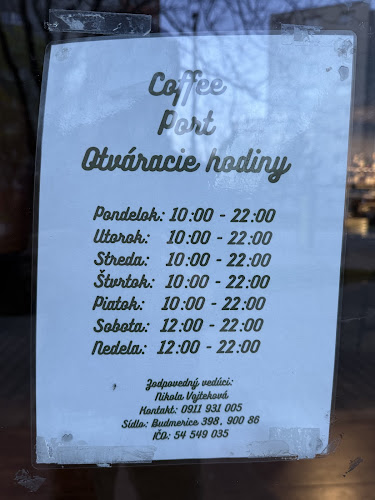 Coffee
Port
Otváracie hodiny
Pondelok: 10:00 - 22:00
Utorok: 10:00 - 22:00
Streda: 10:00 - 22:00
Štvrtok: 10:00 - 22:00
Piatok: 10:00 - 22:00
Sobota: 12:00 - 22:00
Nedela: 12:00 - 22:00
Zodpovedný vedúci:
Nikola Vojteková
Kontakt: 0911 931 005
Sídlo: Budmerice 398, 900 86
IČO: 54 549 035